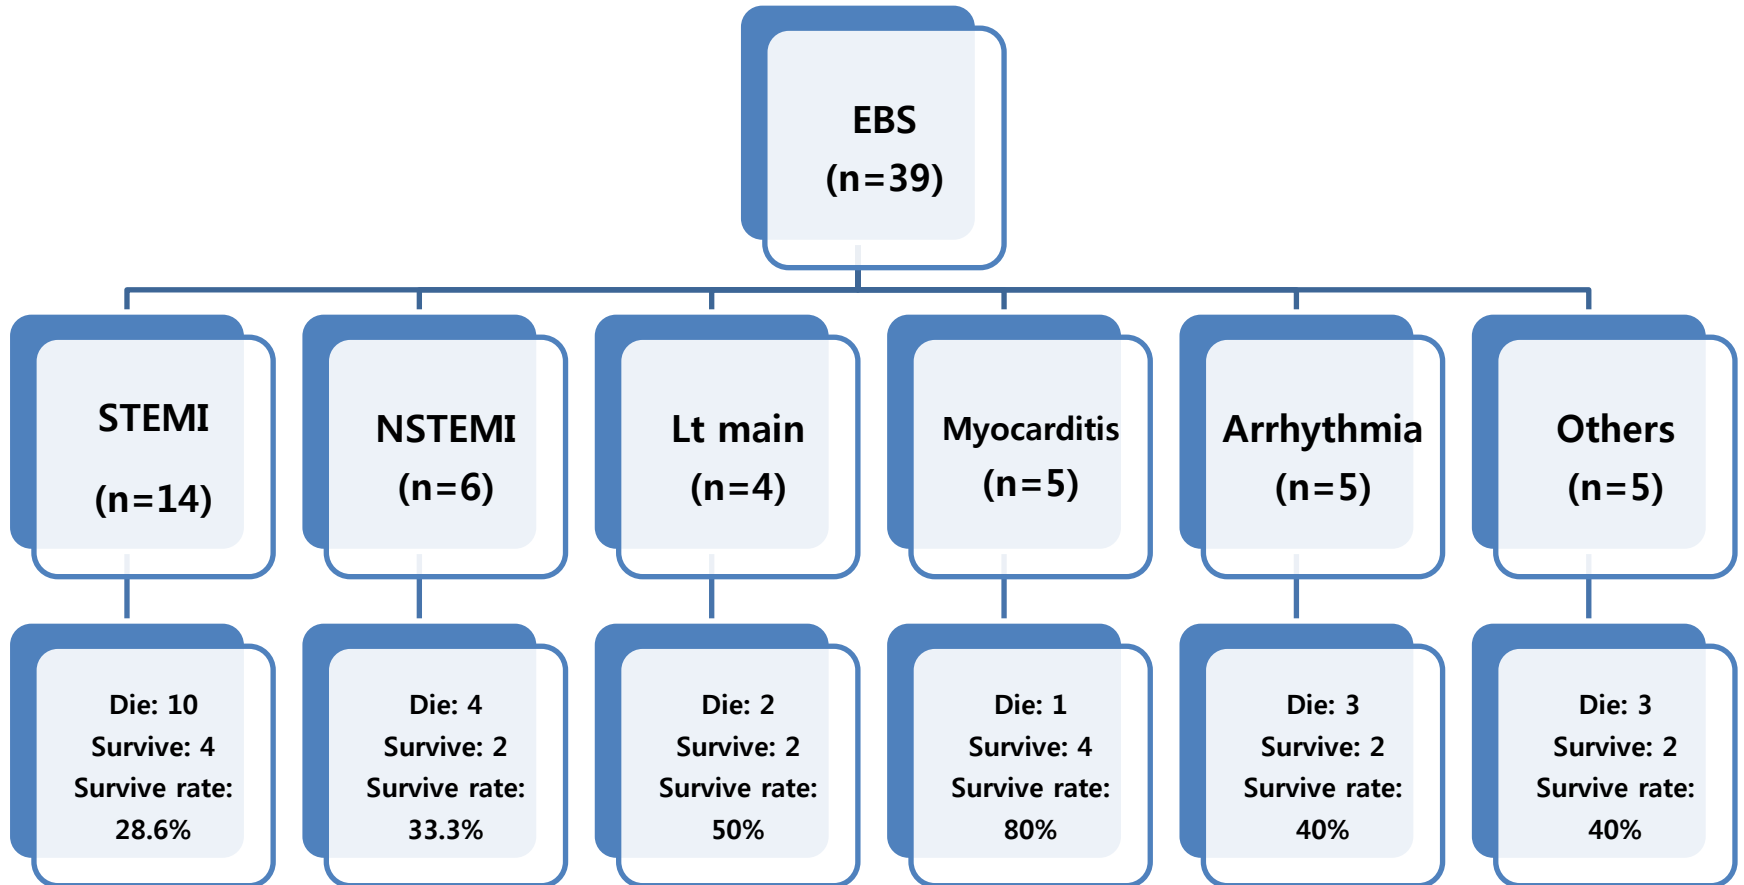 EBS
(n=39)
STEMI
(n=14)
NSTEMI
(n=6)
Lt main
(n=4)
Myocarditis
(n=5)
Arrhythmia
(n=5)
Others
(n=5)
Die: 10
Survive: 4
Survive rate:
28.6%
Die: 4
Survive: 2
Survive rate:
33.3%
Die: 2
Survive: 2
Survive rate:
50%
Die: 1
Survive: 4
Survive rate:
80%
Die: 3
Survive: 2
Survive rate:
40%
Die: 3
Survive: 2
Survive rate:
40%